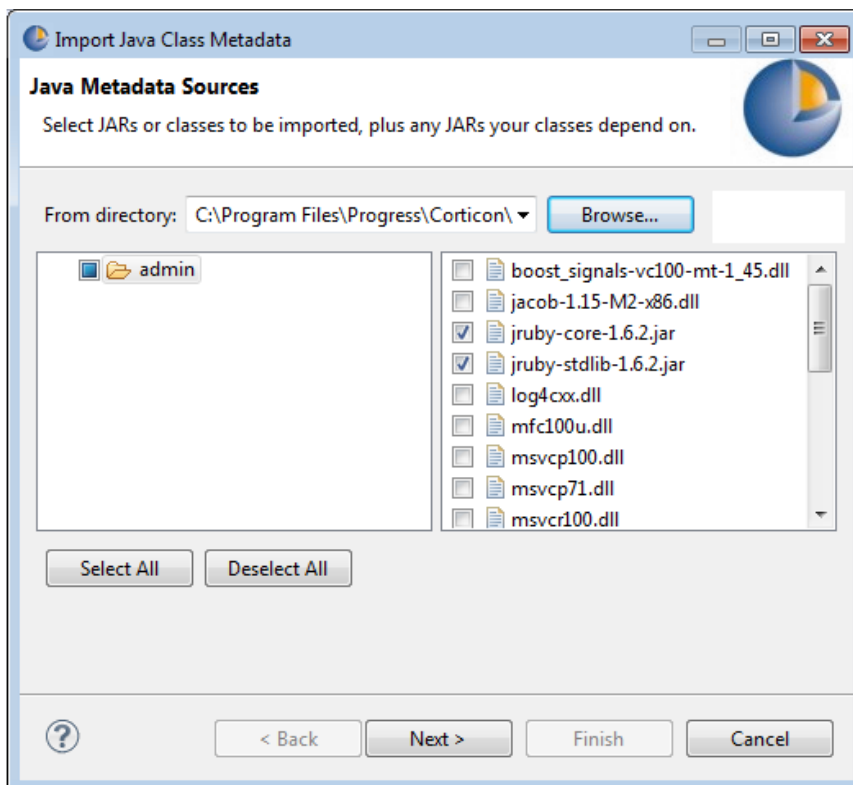 Import Java Class Metadata
Java Metadata Sources
Select JARs or classes to be imported, plus any JARs your classes depend on.
From directory: C:\Program Files\Progress\Corticon\ Browse...
admin
boost_signals-vc100-mt-1_45.dll
jacob-1.15-M2-x86.dll
jruby-core-1.6.2.jar
jruby-stdlib-1.6.2.jar
log4cxx.dll
mfc100u.dll
msvcp100.dll
msvcp71.dll
msvcr100.dll
Select All Deselect All
? < Back Next > Finish Cancel